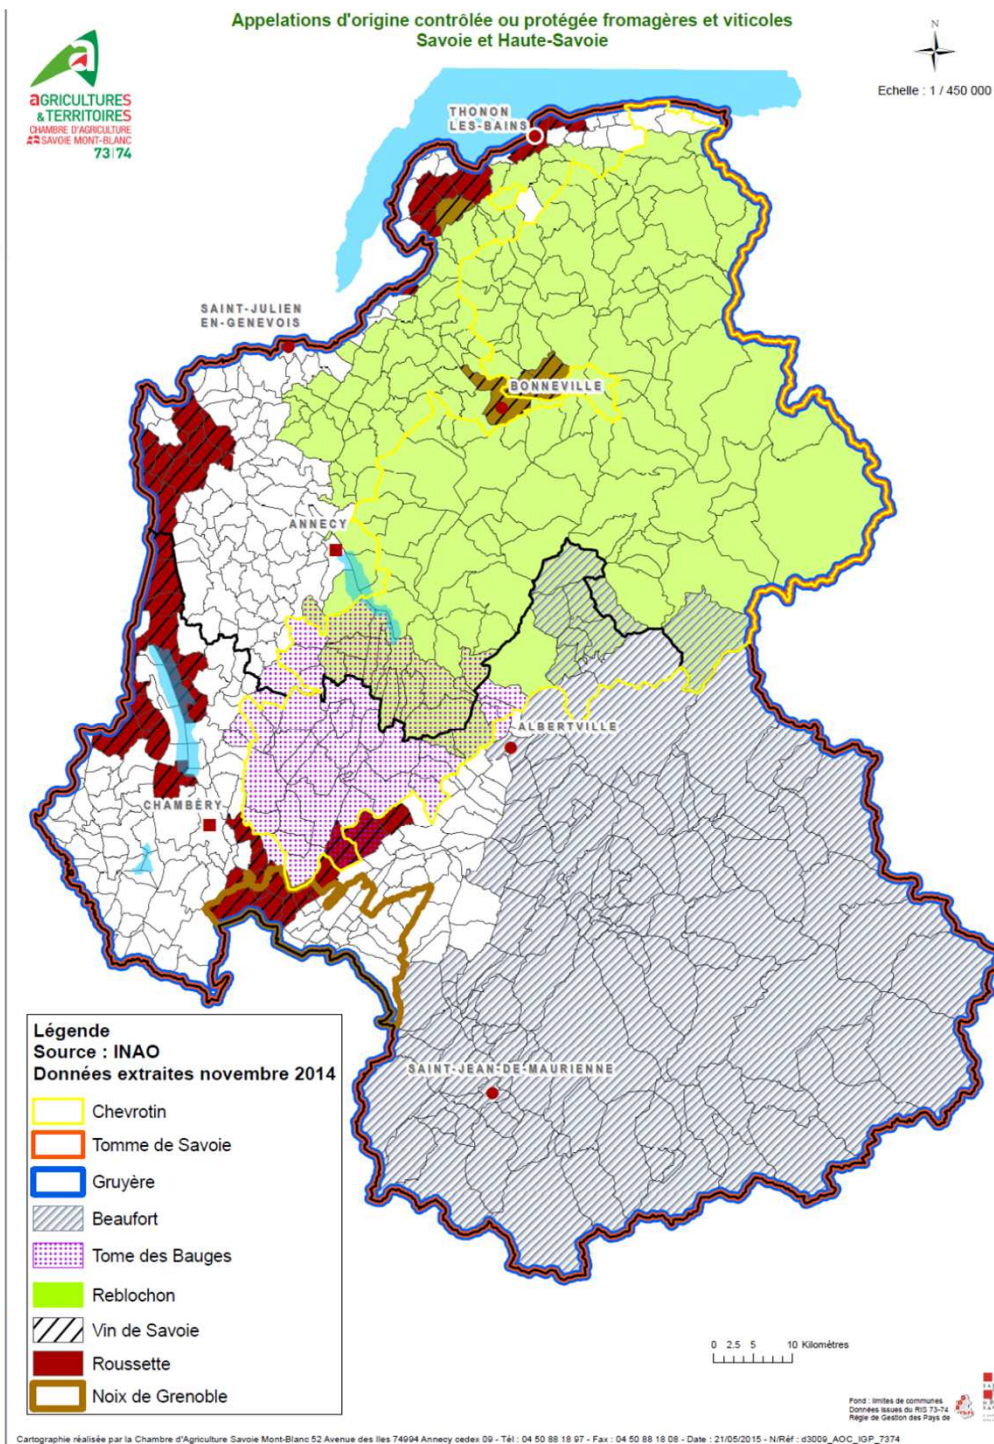 Appelations d'origine contrôlée ou protégée fromagères et viticoles
Savoie et Haute-Savoie
N
Echelle : 1 / 450 000
aGRICULTURES
& TERRITOIRES
CHAMBRE D'AGRICULTURE
SAVOIE MONT-BLANC
73|74
THONON
LES-BAINS
SAINT-JULIEN
EN-GENEVOIS
BONNEVILLE
ANNECY
ALBERTVILLE
CHAMBÉRY
SAINT-JEAN-DE-MAURIENNE
Légende
Source : INAO
Données extraites novembre 2014
Chevrotin
Tomme de Savoie
Gruyère
Beaufort
Tome des Bauges
Reblochon
Vin de Savoie
Roussette
Noix de Grenoble
0 2.5 5 10 Kilomètres
Fond : limites de communes
Données issues du RIS 73-74
Régie de Gestion des Pays de
Cartographie réalisée par la Chambre d'Agriculture Savoie Mont-Blanc 52 Avenue des Iles 74994 Annecy cedex 09 - Tél : 04 50 88 18 97 - Fax : 04 50 88 18 08 - Date : 21/05/2015 - N/Réf : d3009_AOC_IGP_7374